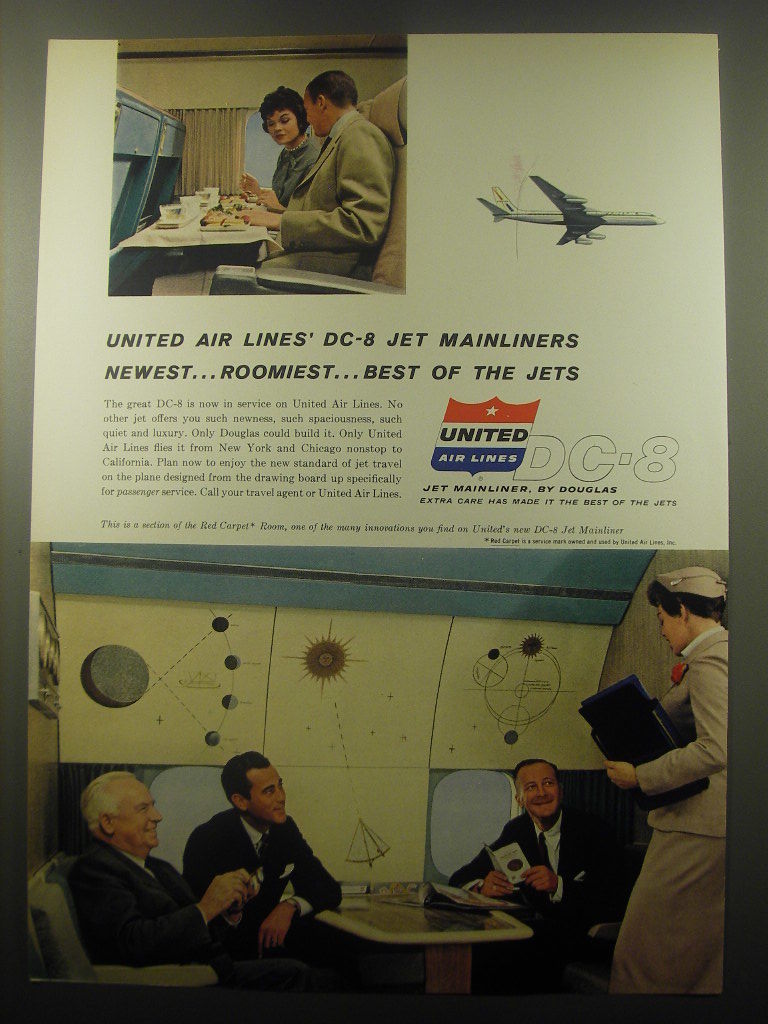 UNITED AIR LINES' DC-8 JET MAINLINERS
NEWEST...ROOMIEST...BEST OF THE JETS
The great DC-8 is now in service on United Air Lines. No
other jet offers you such newness, such spaciousness, such
quiet and luxury. Only Douglas could build it. Only United
Air Lines flies it from New York and Chicago nonstop to
California. Plan now to enjoy the new standard of jet travel
on the plane designed from the drawing board up specifically
for passenger service. Call your travel agent or United Air Lines.
UNITED
AIR LINES
®
DC-8
JET MAINLINER, BY DOUGLAS
EXTRA CARE HAS MADE IT THE BEST OF THE JETS
This is a section of the Red Carpet* Room, one of the many innovations you find on United's new DC-8 Jet Mainliner
*Red Carpet is a service mark owned and used by United Air Lines, Inc.